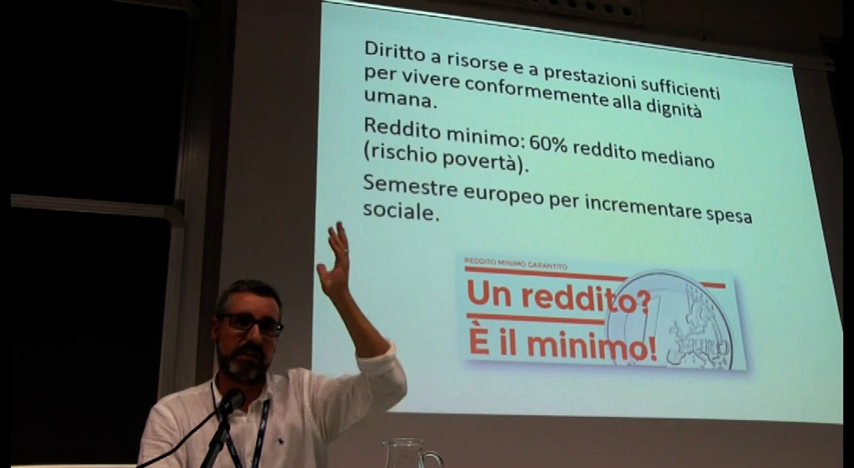 Diritto a risorse e a prestazioni sufficienti
per vivere conformemente alla dignità
umana.
Reddito minimo: 60% reddito mediano
(rischio povertà).
Semestre europeo per incrementare spesa
sociale.
REDDITO MINIMO GARANTITO
Un reddito?
È il minimo!
1